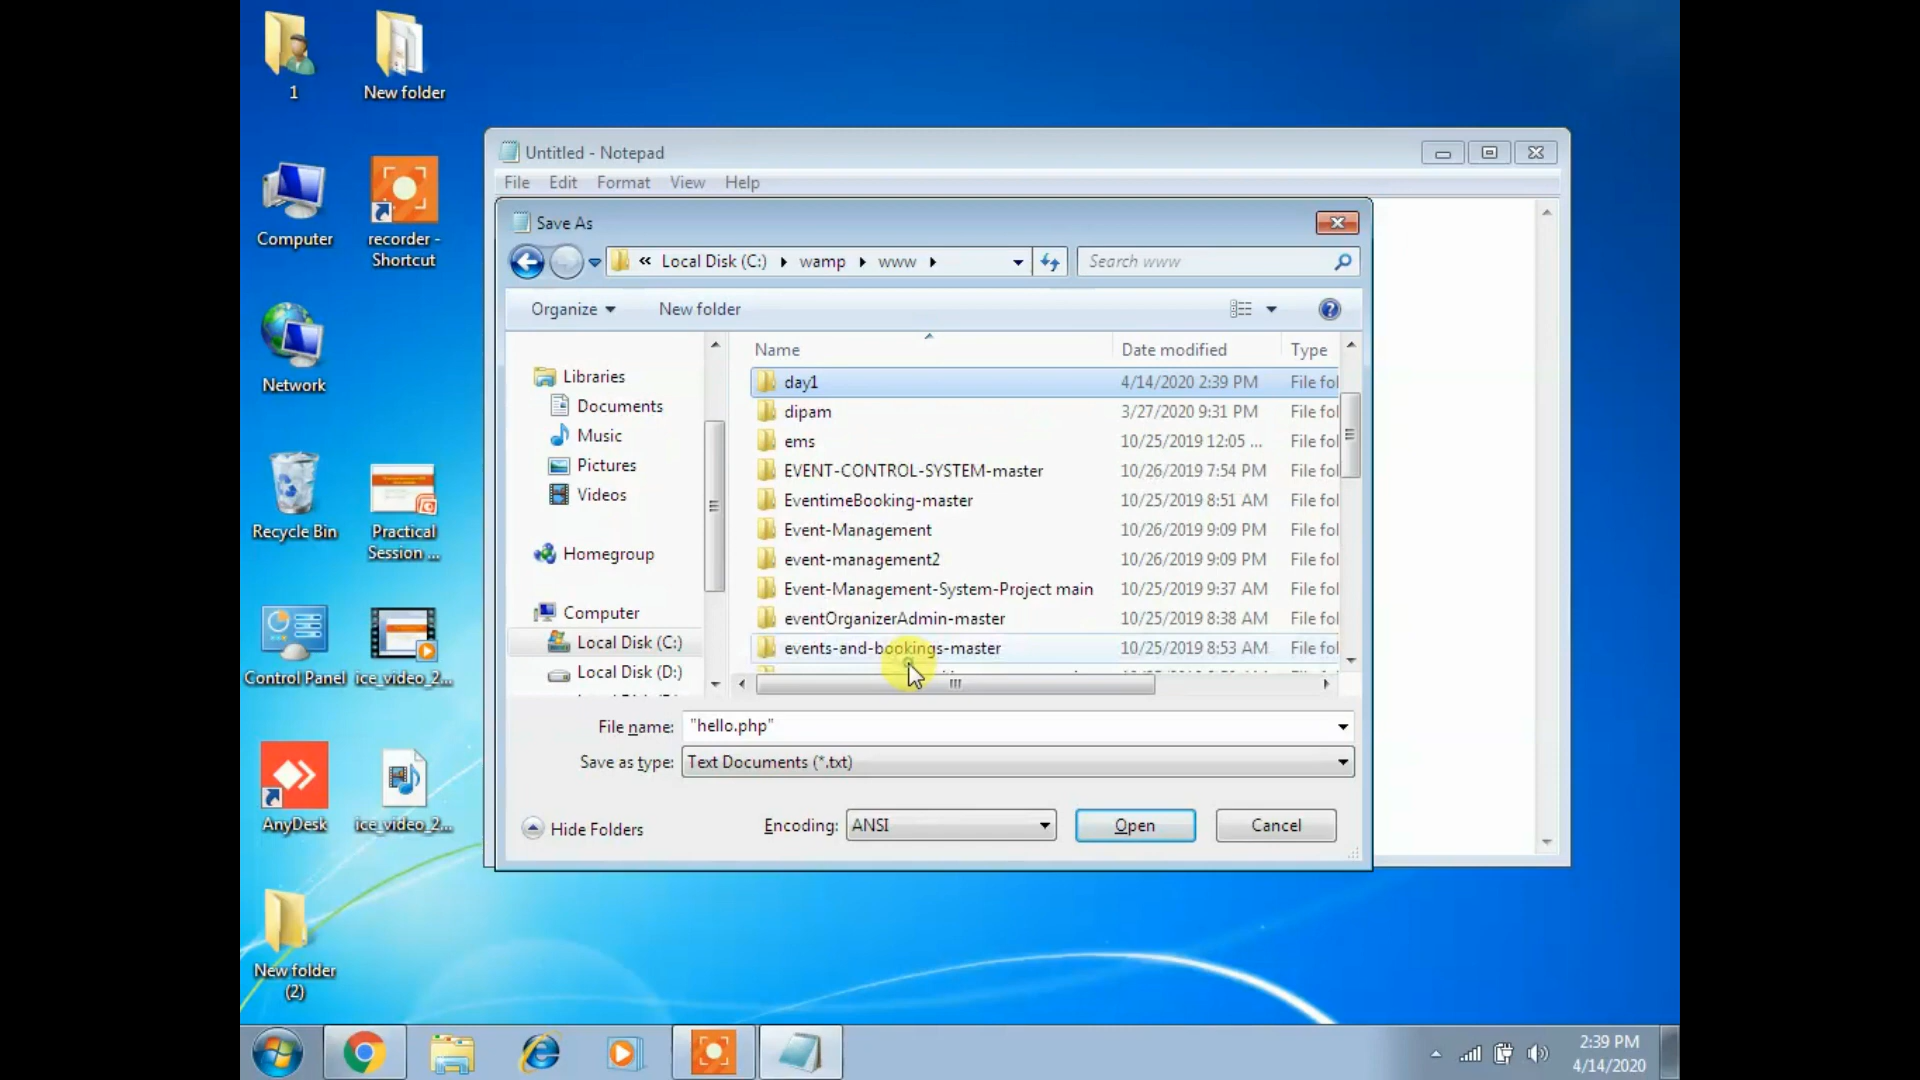 1
New folder
Computer
recorder -
Shortcut
Network
Recycle Bin
Practical
Session ...
Control Panel
ice_video_2...
AnyDesk
ice_video_2...
New folder
(2)
Untitled - Notepad
File Edit Format View Help
Save As
« Local Disk (C:) wamp www
Search www
Organize
New folder
Libraries
Documents
Music
Pictures
Videos
Homegroup
Computer
Local Disk (C:)
Local Disk (D:)
Name Date modified Type
day1 4/14/2020 2:39 PM File fol
dipam 3/27/2020 9:31 PM File fol
ems 10/25/2019 12:05 ... File fol
EVENT-CONTROL-SYSTEM-master 10/26/2019 7:54 PM File fol
EventimeBooking-master 10/25/2019 8:51 AM File fol
Event-Management 10/26/2019 9:09 PM File fol
event-management2 10/26/2019 9:09 PM File fol
Event-Management-System-Project main 10/25/2019 9:37 AM File fol
eventOrganizerAdmin-master 10/25/2019 8:38 AM File fol
events-and-bookings-master 10/25/2019 8:53 AM File fol
File name: "hello.php"
Save as type: Text Documents (*.txt)
Hide Folders
Encoding: ANSI
Open
Cancel
2:39 PM
4/14/2020